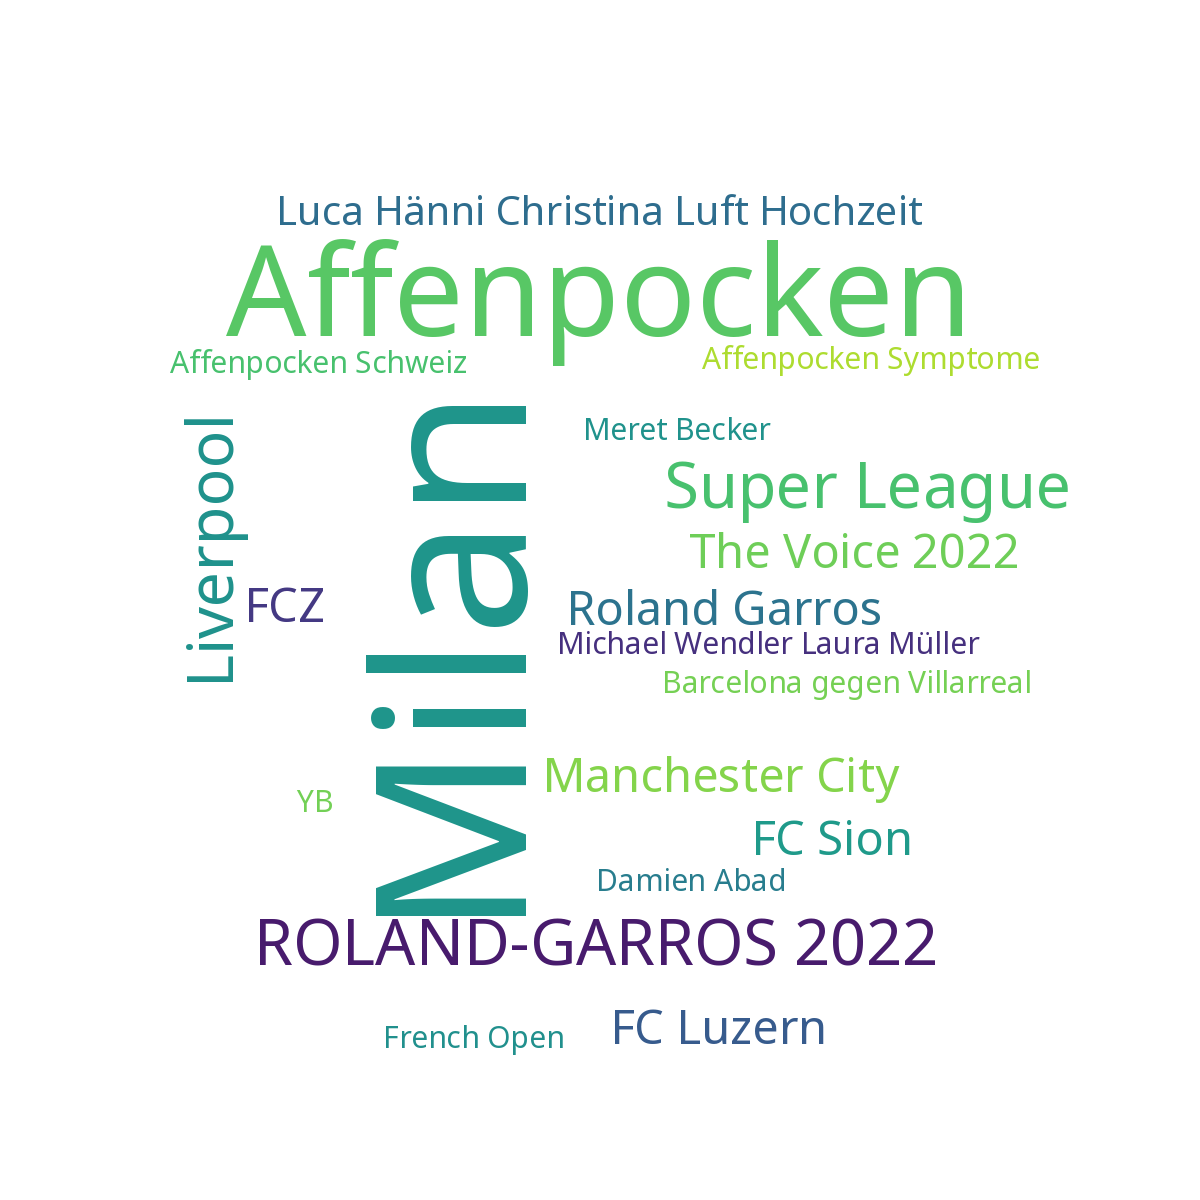 Luca Hänni Christina Luft Hochzeit
Affenpocken
Affenpocken Schweiz
Affenpocken Symptome
Liverpool
Milan
Meret Becker
Super League
The Voice 2022
FCZ
Roland Garros
Michael Wendler Laura Müller
Barcelona gegen Villarreal
Manchester City
YB
FC Sion
Damien Abad
ROLAND-GARROS 2022
FC Luzern
French Open